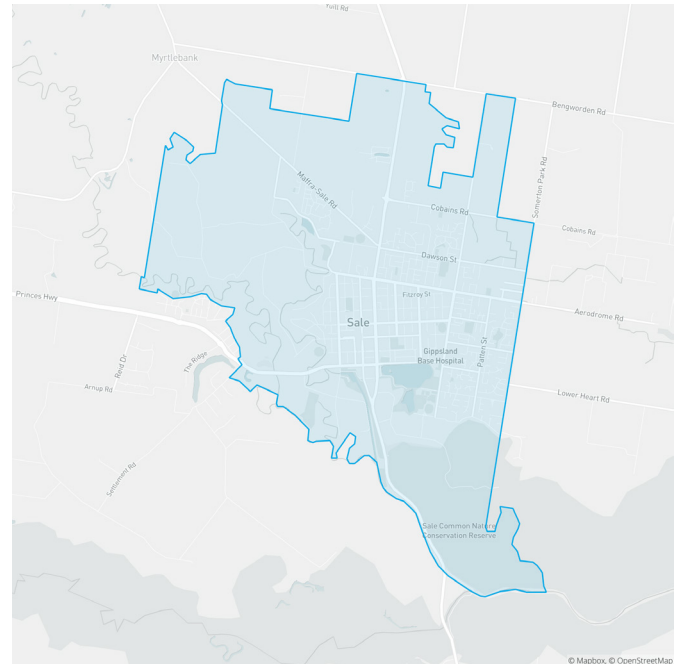 Yuill Rd
Myrtlebank
Bengworden Rd
Maffra-Sale Rd
Somerton Park Rd
Cobains Rd
Cobains Rd
Dawson St
Princes Hwy
Fitzroy St
Aerodrome Rd
Sale
The Ridge
Reid Dr
Gippsland
Base Hospital
Patten St
Arnup Rd
Lower Heart Rd
Settlement Rd
Sale Common Nature
Conservation Reserve
© Mapbox, © OpenStreetMap